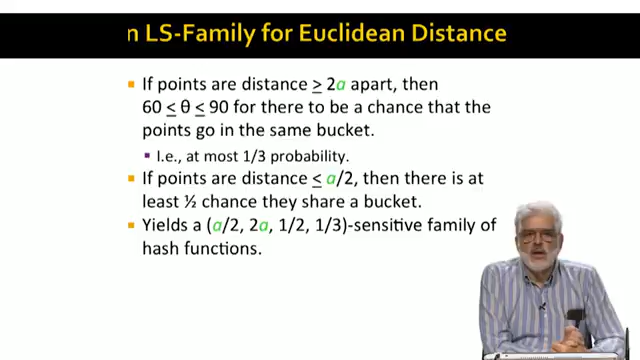 n LS-Family for Euclidean Distance
If points are distance ≥ 2a apart, then
60 ≤ θ ≤ 90 for there to be a chance that the
points go in the same bucket.
I.e., at most 1/3 probability.
If points are distance ≤ a/2, then there is at
least ½ chance they share a bucket.
Yields a (a/2, 2a, 1/2, 1/3)-sensitive family of
hash functions.